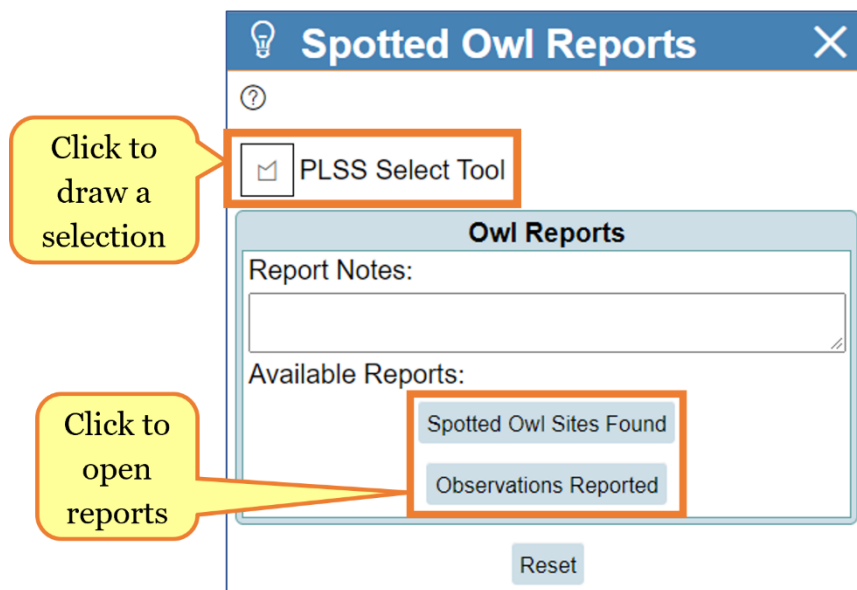 Spotted Owl Reports
Click to
draw a
selection
PLSS Select Tool
Owl Reports
Report Notes:
Available Reports:
Click to
open
reports
Spotted Owl Sites Found
Observations Reported
Reset